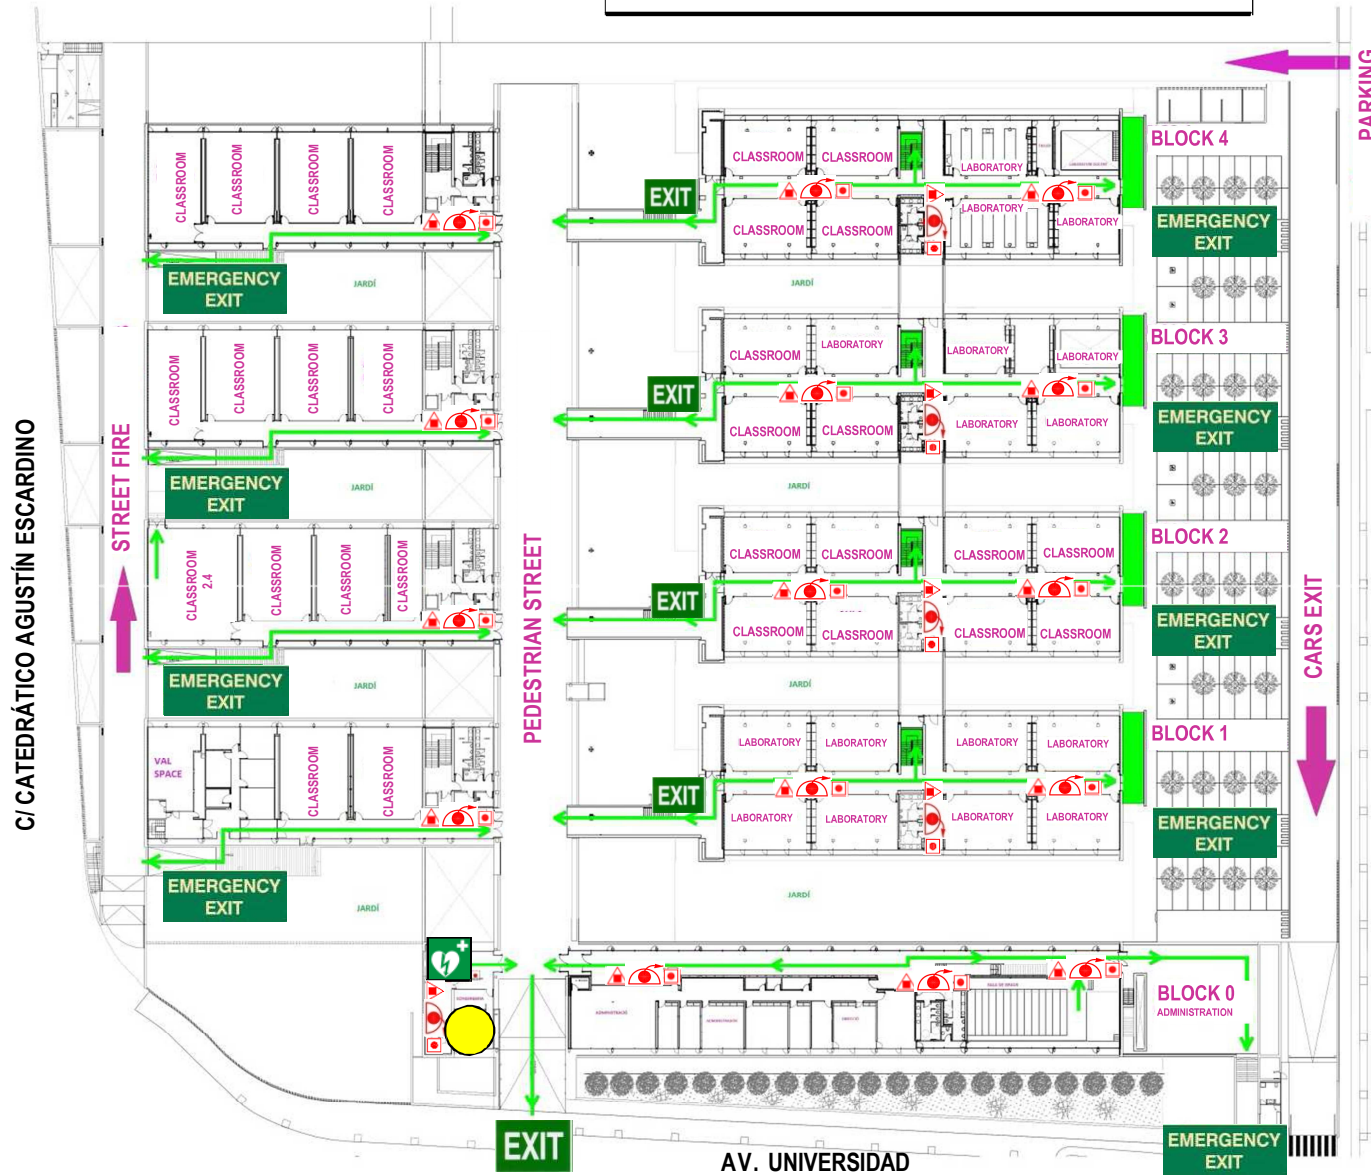 PARKING
BLOCK 4
CLASSROOM
CLASSROOM
CLASSROOM
CLASSROOM
CLASSROOM
CLASSROOM
LABORATORY
CLASSROOM
CLASSROOM
LABORATORY
LABORATORY
EXIT
EMERGENCY
EXIT
EMERGENCY
EXIT
JARDÍ
JARDÍ
BLOCK 3
CLASSROOM
CLASSROOM
CLASSROOM
CLASSROOM
CLASSROOM
LABORATORY
LABORATORY
LABORATORY
CLASSROOM
CLASSROOM
LABORATORY
LABORATORY
EXIT
EMERGENCY
EXIT
EMERGENCY
EXIT
JARDÍ
JARDÍ
C/ CATEDRÁTICO AGUSTÍN ESCARDINO
STREET FIRE
PEDESTRIAN STREET
CARS EXIT
BLOCK 2
CLASSROOM
2.4
CLASSROOM
CLASSROOM
CLASSROOM
CLASSROOM
CLASSROOM
CLASSROOM
CLASSROOM
CLASSROOM
CLASSROOM
CLASSROOM
CLASSROOM
EXIT
EMERGENCY
EXIT
EMERGENCY
EXIT
JARDÍ
JARDÍ
BLOCK 1
VAL
SPACE
CLASSROOM
CLASSROOM
LABORATORY
LABORATORY
LABORATORY
LABORATORY
LABORATORY
LABORATORY
LABORATORY
LABORATORY
EXIT
EMERGENCY
EXIT
EMERGENCY
EXIT
JARDÍ
JARDÍ
BLOCK 0
ADMINISTRATION
ADMINISTRACIÓ
EXIT
EMERGENCY
EXIT
AV. UNIVERSIDAD